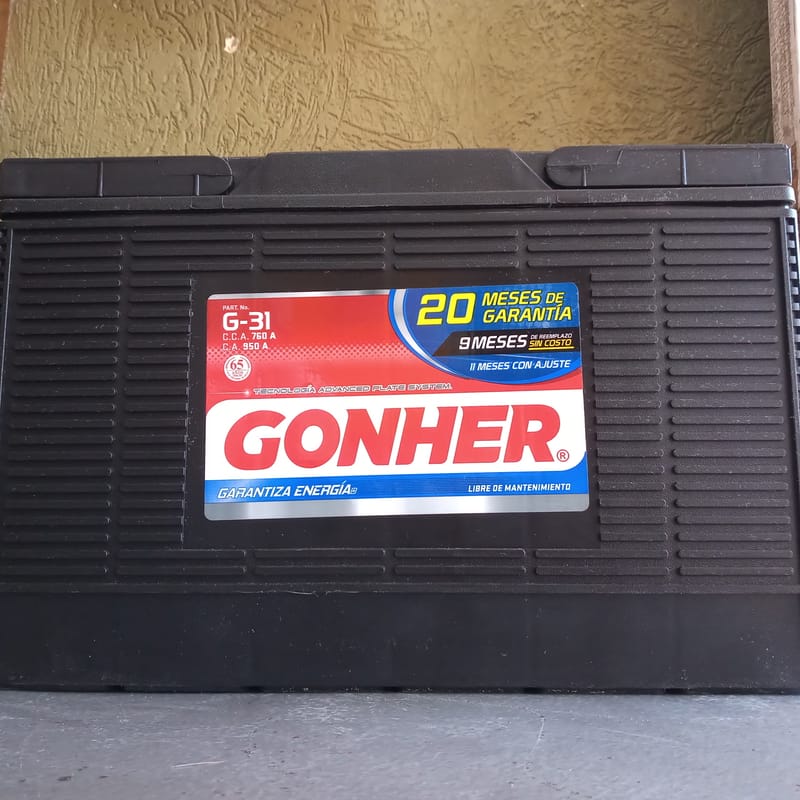 PART. No.
G-31
C.C.A. 760 A
C.A. 950 A
65
20 MESES DE GARANTÍA
9 MESES DE REEMPLAZO SIN COSTO
11 MESES CON AJUSTE
TECNOLOGÍA ADVANCED PLATE SYSTEM.
GONHER®
GARANTIZA ENERGÍA
LIBRE DE MANTENIMIENTO